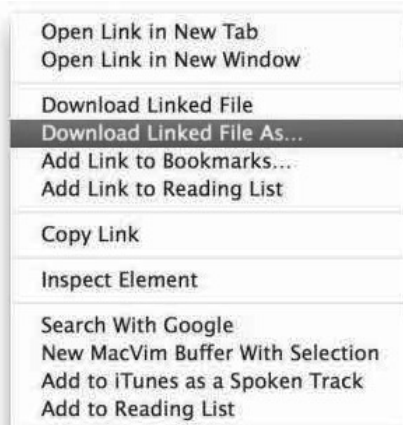 Open Link in New Tab
Open Link in New Window
Download Linked File
Download Linked File As...
Add Link to Bookmarks...
Add Link to Reading List
Copy Link
Inspect Element
Search With Google
New MacVim Buffer With Selection
Add to iTunes as a Spoken Track
Add to Reading List